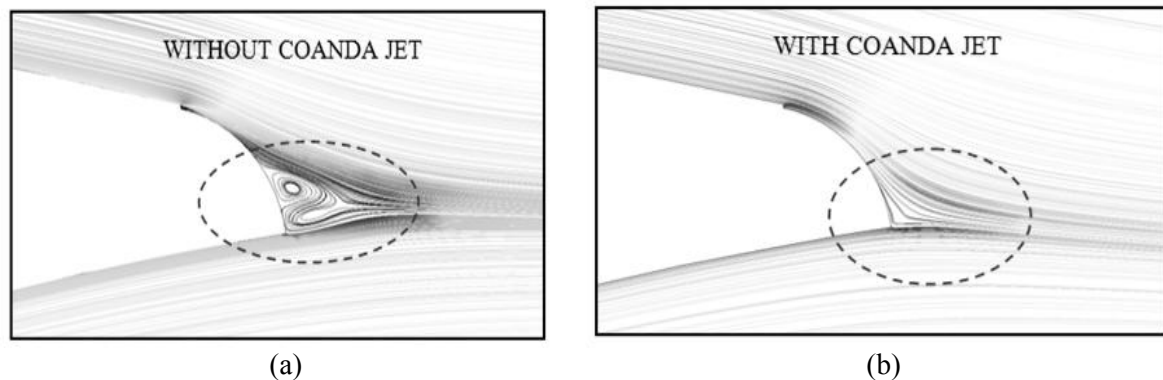 WITHOUT COANDA JET
WITH COANDA JET
(a)
(b)